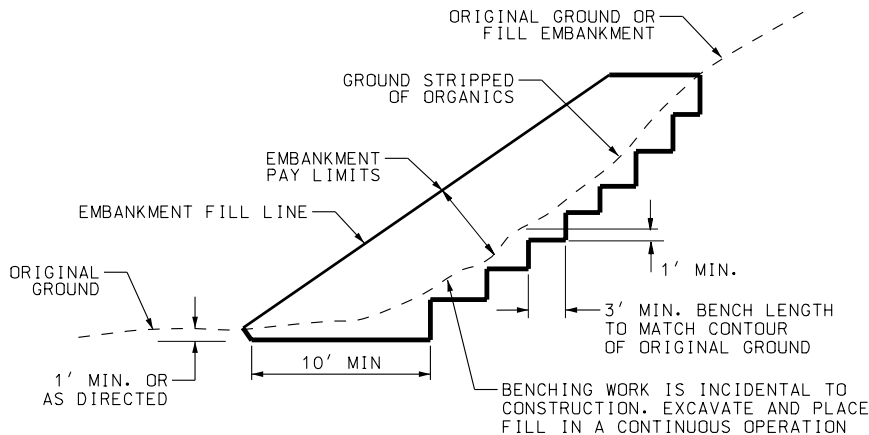 ORIGINAL GROUND OR
FILL EMBANKMENT
GROUND STRIPPED
OF ORGANICS
EMBANKMENT
PAY LIMITS
EMBANKMENT FILL LINE
ORIGINAL
GROUND
1' MIN.
3' MIN. BENCH LENGTH
TO MATCH CONTOUR
OF ORIGINAL GROUND
10' MIN
1' MIN. OR
AS DIRECTED
BENCHING WORK IS INCIDENTAL TO
CONSTRUCTION. EXCAVATE AND PLACE
FILL IN A CONTINUOUS OPERATION